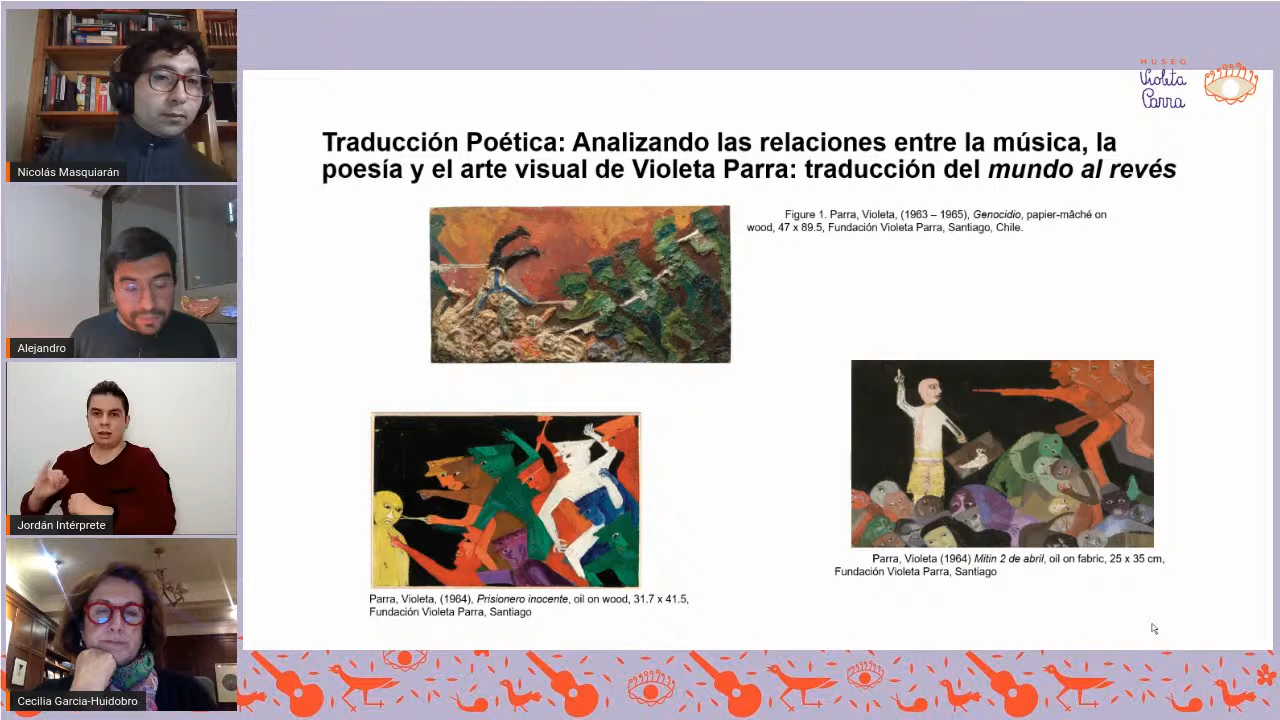 MUSEO
Violeta
Parra
Traducción Poética: Analizando las relaciones entre la música, la
poesía y el arte visual de Violeta Parra: traducción del mundo al revés
Figure 1. Parra, Violeta, (1963 – 1965), Genocidio, papier-mâché on
wood, 47 x 89.5, Fundación Violeta Parra, Santiago, Chile.
Parra, Violeta (1964) Mitin 2 de abril, oil on fabric, 25 x 35 cm,
Fundación Violeta Parra, Santiago
Parra, Violeta, (1964), Prisionero inocente, oil on wood, 31.7 x 41.5,
Fundación Violeta Parra, Santiago
Nicolás Masquiarán
Alejandro
Jordán Intérprete
Cecilia Garcia-Huidobro